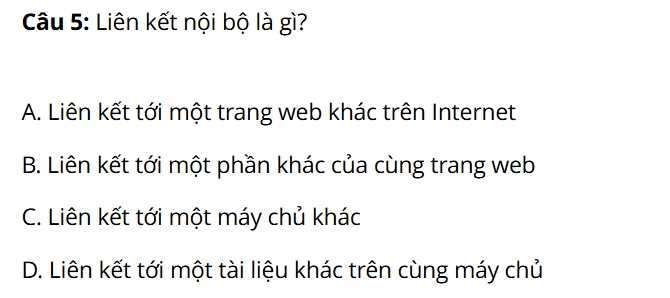 Câu 5: Liên kết nội bộ là gì?
A. Liên kết tới một trang web khác trên Internet
B. Liên kết tới một phần khác của cùng trang web
C. Liên kết tới một máy chủ khác
D. Liên kết tới một tài liệu khác trên cùng máy chủ